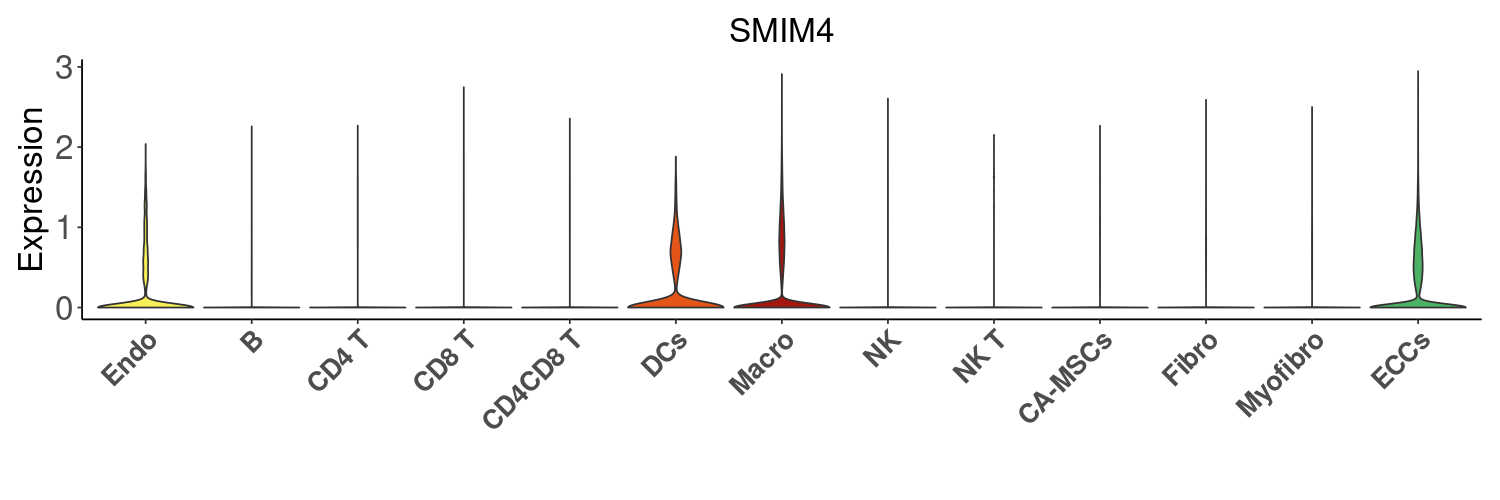 SMIM4
Expression
3
2
1
0
Endo
B
CD4 T
CD8 T
CD4CD8 T
DCs
Macro
NK
NK T
CA-MSCs
Fibro
Myofibro
ECCs